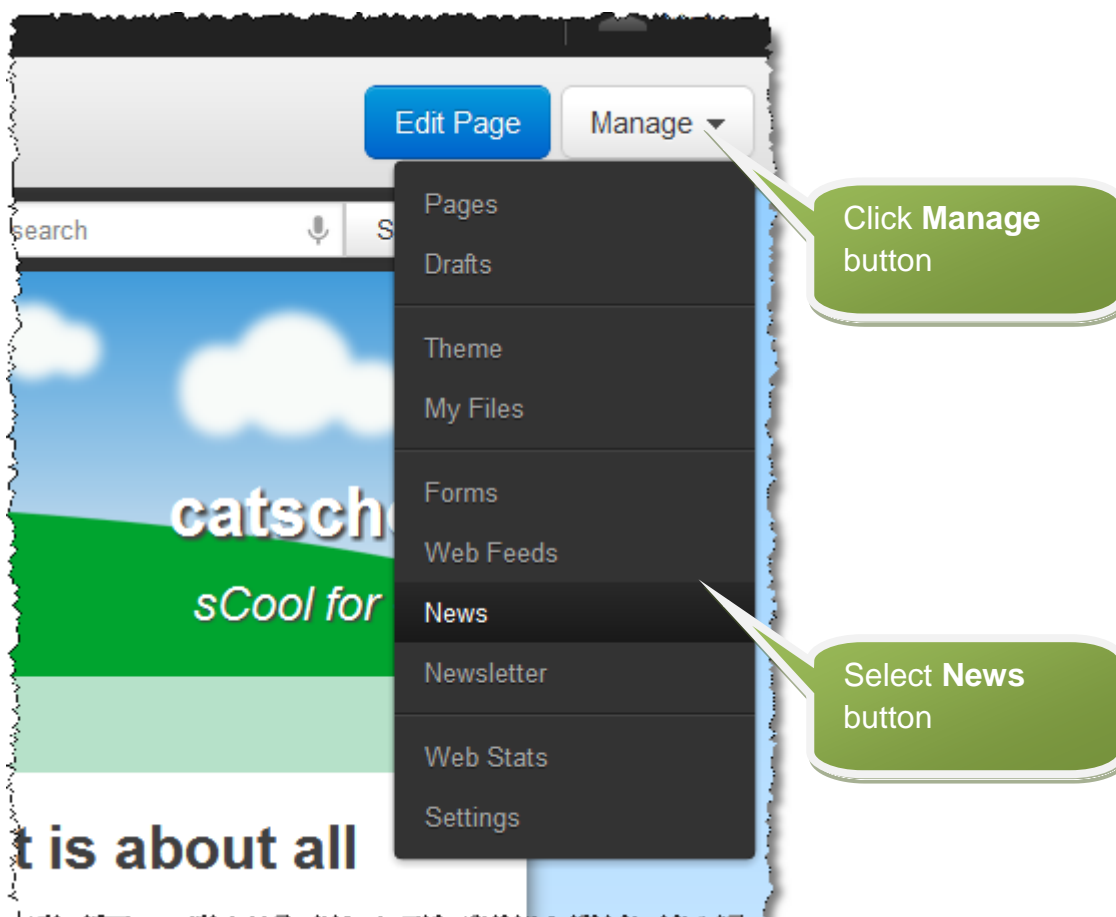 Edit Page
Manage
Pages
search
Drafts
Click Manage
button
Theme
My Files
Forms
Web Feeds
sCool for
News
Newsletter
Select News
button
Web Stats
Settings
t is about all